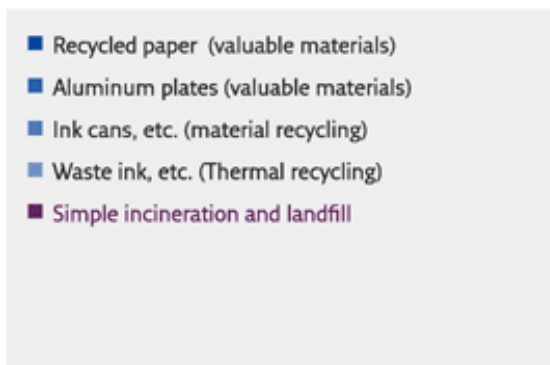 Recycled paper (valuable materials)
Aluminum plates (valuable materials)
Ink cans, etc. (material recycling)
Waste ink, etc. (Thermal recycling)
Simple incineration and landfill